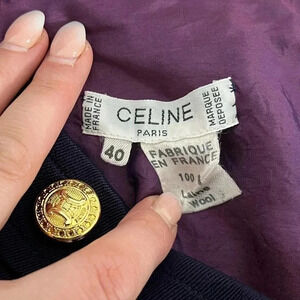 MADE IN
FRANCE
CELINE
PARIS
MARQUE
DEPOSEE
40
FABRIQUE
EN FRANCE
100
Laine
WOOL